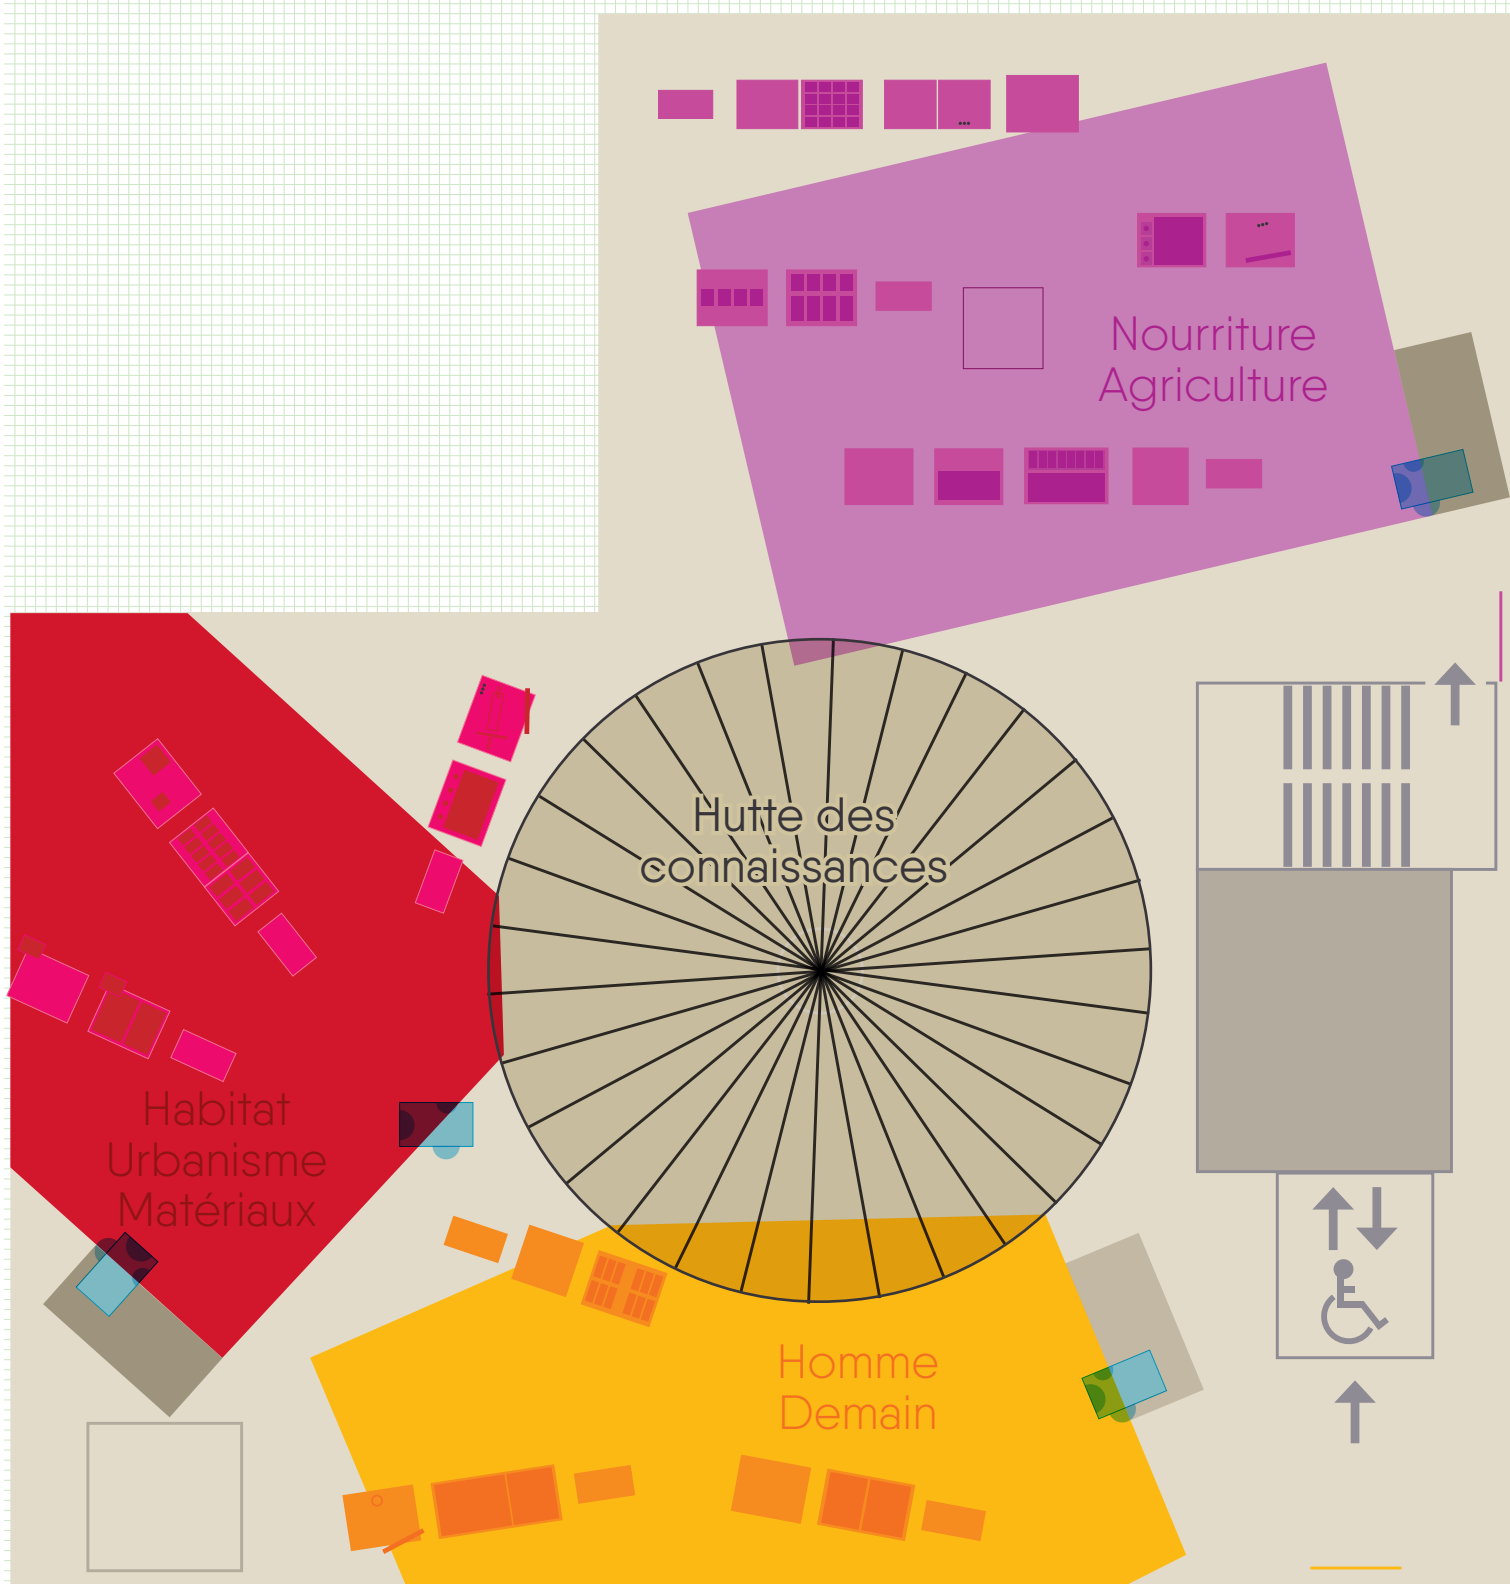 Nourriture
Agriculture
Hutte des
connaissances
Habitat
Urbanisme
Matériaux
Homme
Demain